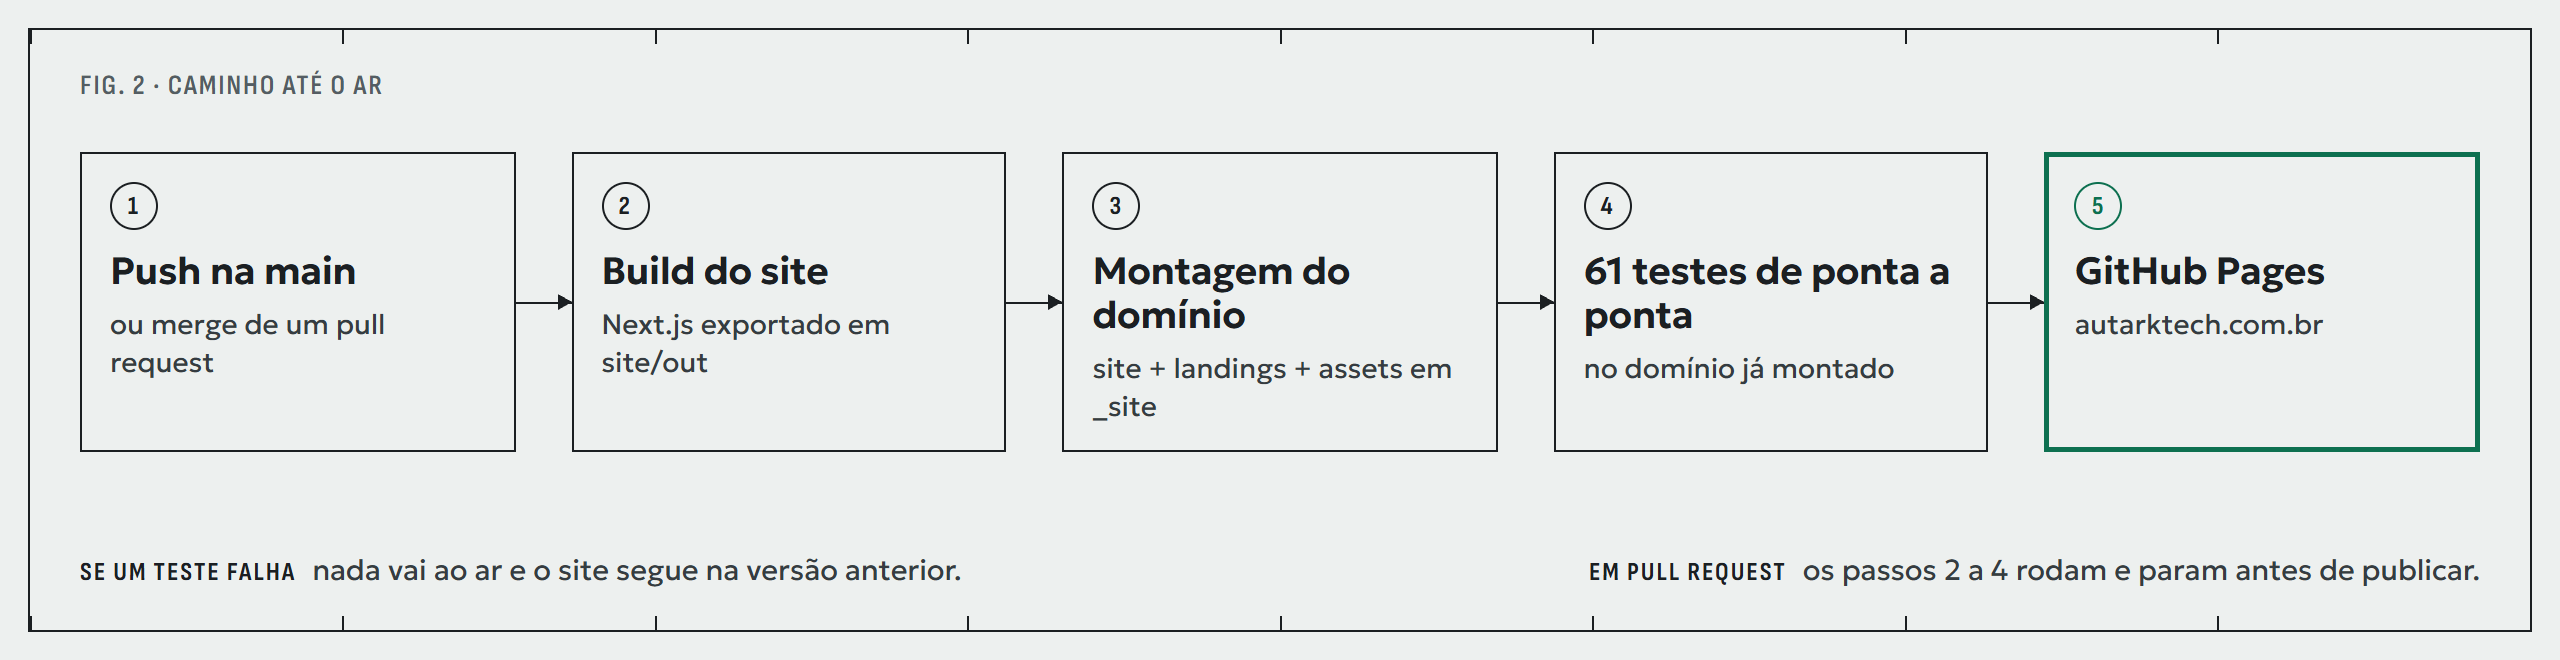 FIG. 2 · CAMINHO ATÉ O AR
1
Push na main
ou merge de um pull
request
2
Build do site
Next.js exportado em
site/out
3
Montagem do
domínio
site + landings + assets em
_site
4
61 testes de ponta a
ponta
no domínio já montado
5
GitHub Pages
autarktech.com.br
SE UM TESTE FALHA nada vai ao ar e o site segue na versão anterior.
EM PULL REQUEST os passos 2 a 4 rodam e param antes de publicar.